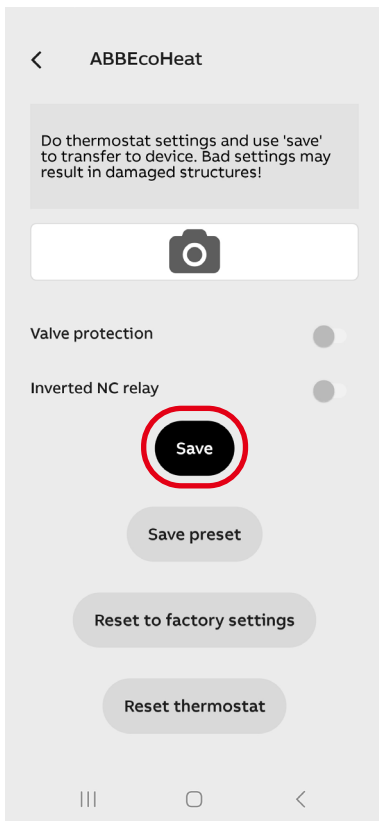 ABBEcoHeat
Do thermostat settings and use 'save'
to transfer to device. Bad settings may
result in damaged structures!
Valve protection
Inverted NC relay
Save
Save preset
Reset to factory settings
Reset thermostat